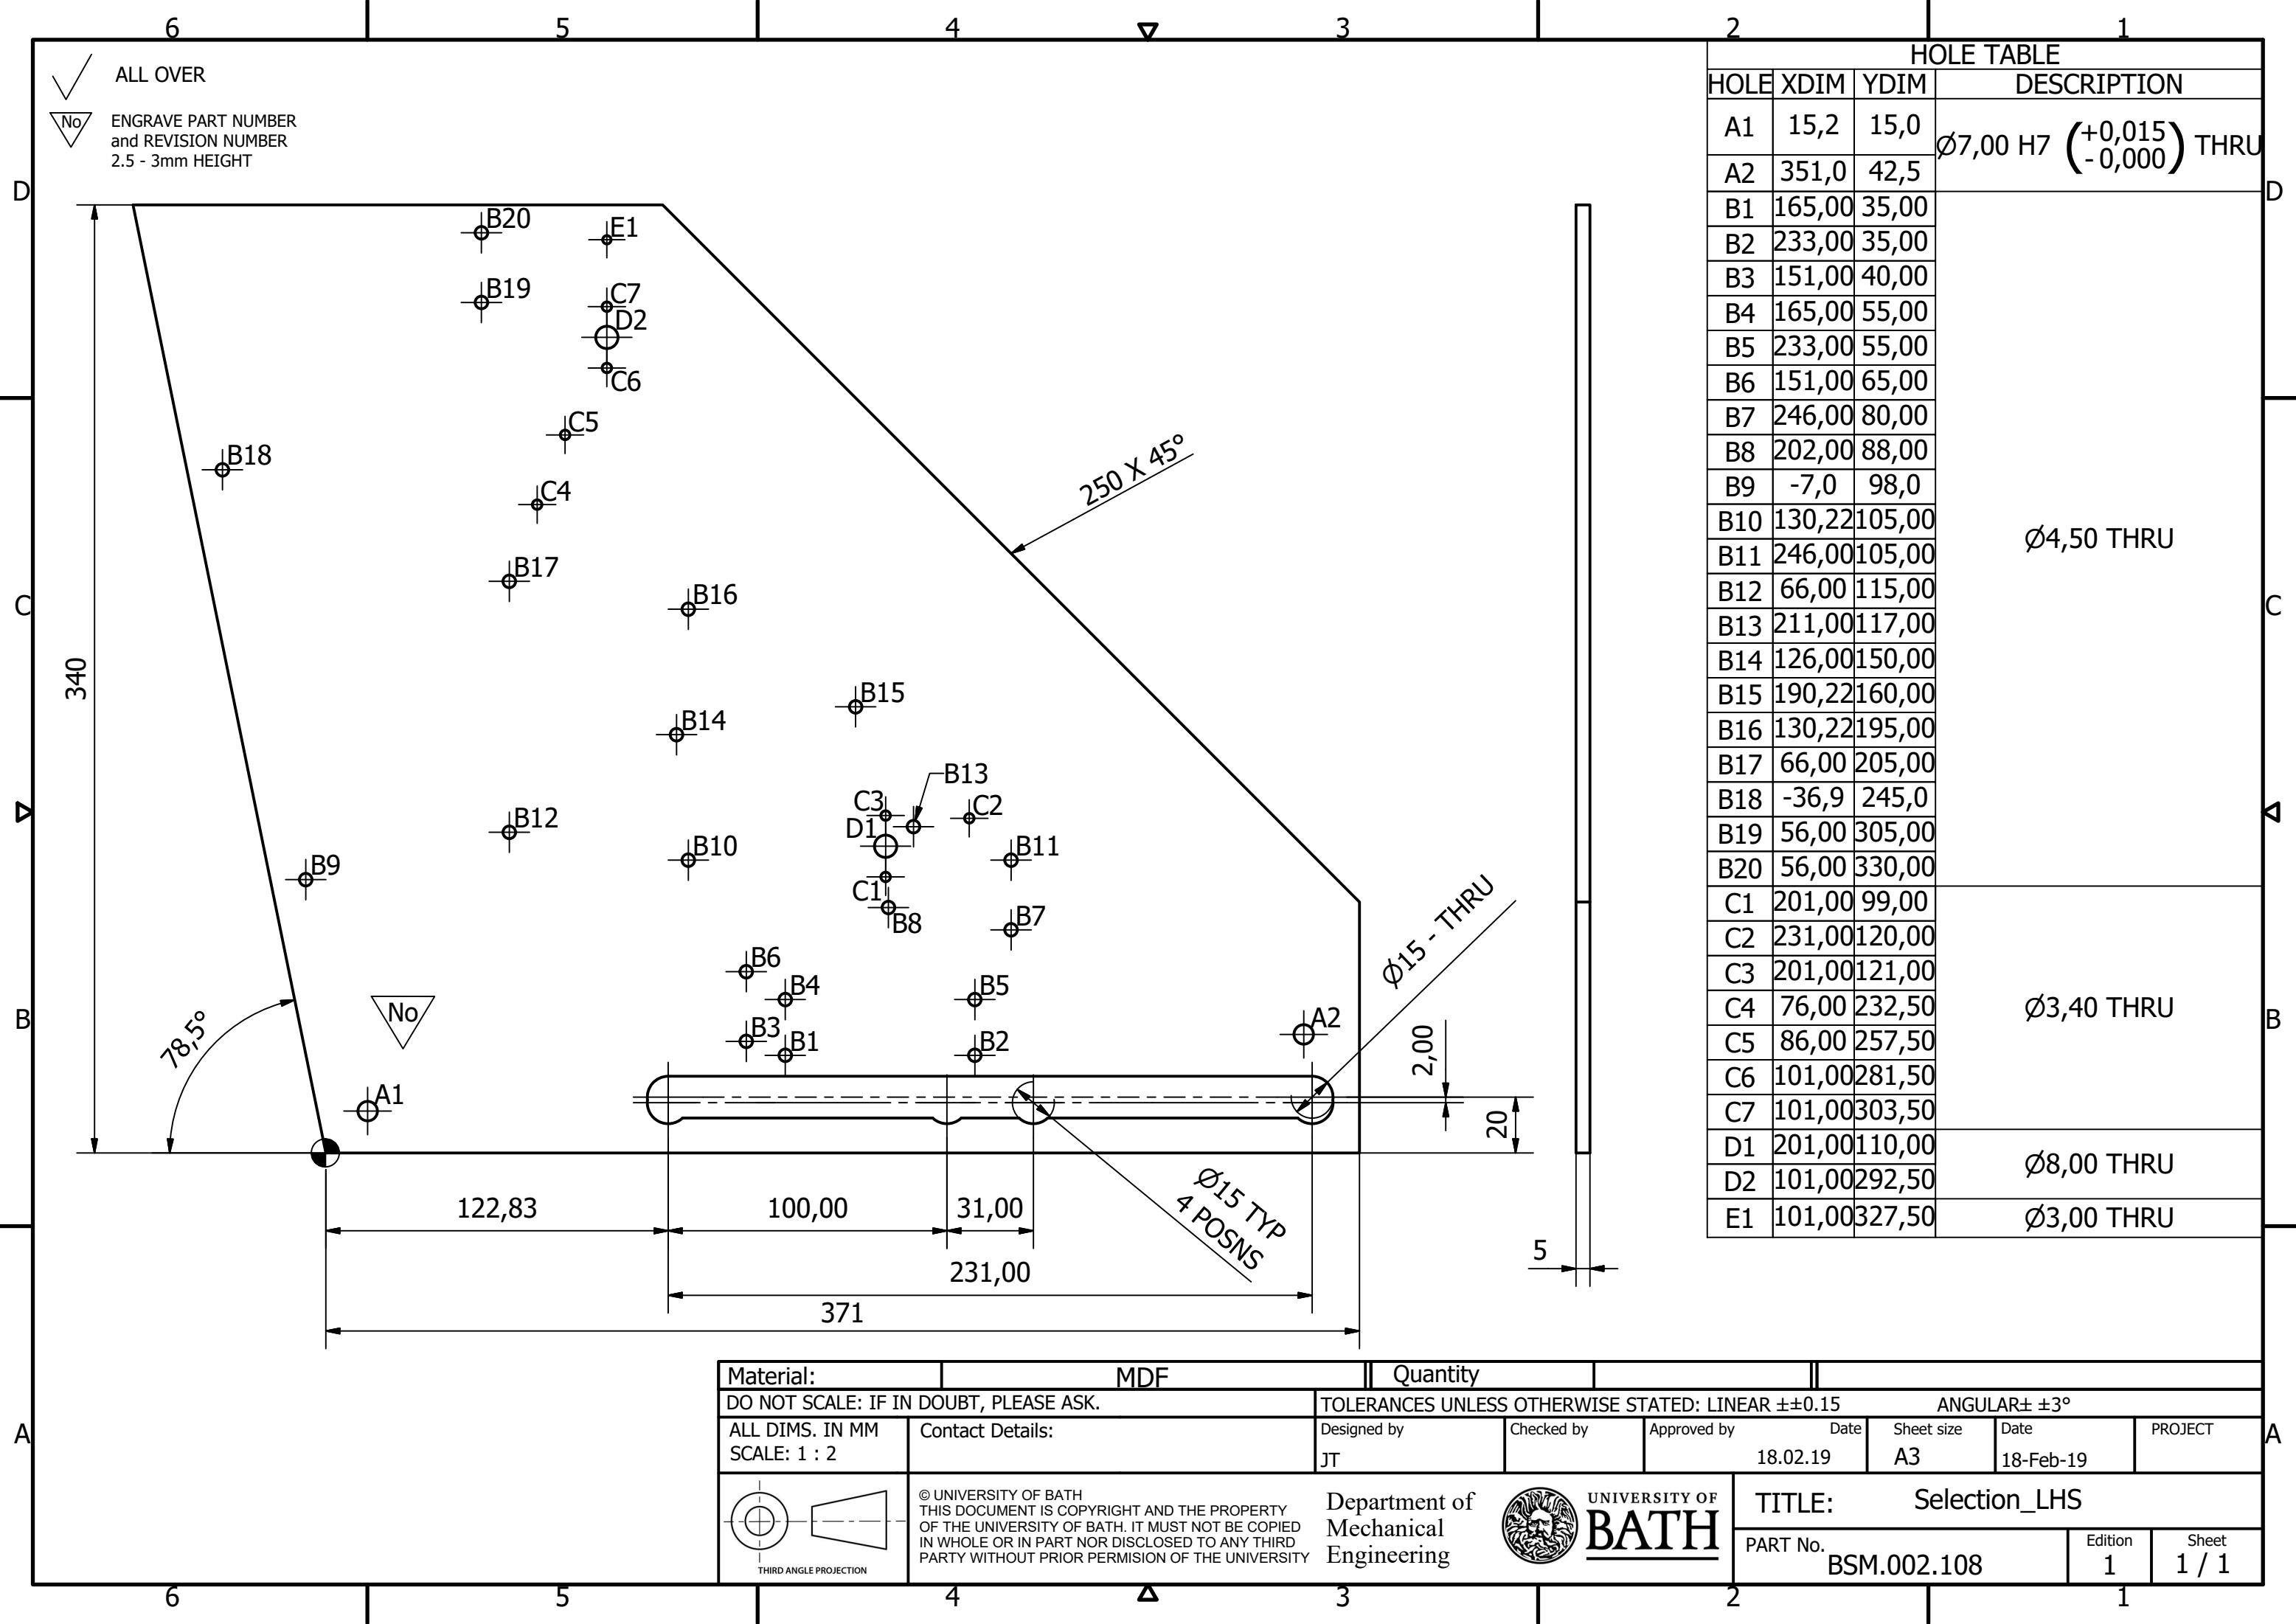 6 5 4 3 2 1
ALL OVER
No
ENGRAVE PART NUMBER
and REVISION NUMBER
2.5 - 3mm HEIGHT
D
D
C
C
B
B
A
A
HOLE TABLE
HOLE XDIM YDIM DESCRIPTION
A1 15,2 15,0 Ø7,00 H7 (+0,015 - 0,000) THRU
A2 351,0 42,5
B1 165,00 35,00
B2 233,00 35,00
B3 151,00 40,00
B4 165,00 55,00
B5 233,00 55,00
B6 151,00 65,00
B7 246,00 80,00
B8 202,00 88,00
B9 -7,0 98,0
B10 130,22 105,00 Ø4,50 THRU
B11 246,00 105,00
B12 66,00 115,00
B13 211,00 117,00
B14 126,00 150,00
B15 190,22 160,00
B16 130,22 195,00
B17 66,00 205,00
B18 -36,9 245,0
B19 56,00 305,00
B20 56,00 330,00
C1 201,00 99,00
C2 231,00 120,00
C3 201,00 121,00
C4 76,00 232,50 Ø3,40 THRU
C5 86,00 257,50
C6 101,00 281,50
C7 101,00 303,50
D1 201,00 110,00 Ø8,00 THRU
D2 101,00 292,50
E1 101,00 327,50 Ø3,00 THRU
B20
E1
B19
C7
D2
C6
C5
B18
C4
250 X 45°
B17
B16
340
B15
B14
B13
C3
C2
B12
D1
B10
B11
B9
C1
B8
B7
Ø15 - THRU
B6
B4
B5
No
A2
78,5°
B3
B1
B2
2,00
A1
20
122,83
100,00
31,00
Ø15 TYP
4 POSNS
5
231,00
371
Material: MDF Quantity
DO NOT SCALE: IF IN DOUBT, PLEASE ASK.
TOLERANCES UNLESS OTHERWISE STATED: LINEAR ±±0.15 ANGULAR± ±3°
ALL DIMS. IN MM
SCALE: 1 : 2
Contact Details:
Designed by
JT
Checked by
Approved by
Date
18.02.19
Sheet size
A3
Date
18-Feb-19
PROJECT
THIRD ANGLE PROJECTION
© UNIVERSITY OF BATH
THIS DOCUMENT IS COPYRIGHT AND THE PROPERTY
OF THE UNIVERSITY OF BATH. IT MUST NOT BE COPIED
IN WHOLE OR IN PART NOR DISCLOSED TO ANY THIRD
PARTY WITHOUT PRIOR PERMISION OF THE UNIVERSITY
Department of
Mechanical
Engineering
UNIVERSITY OF
BATH
TITLE: Selection_LHS
PART No.
BSM.002.108
Edition
1
Sheet
1 / 1
6 5 4 3 2 1